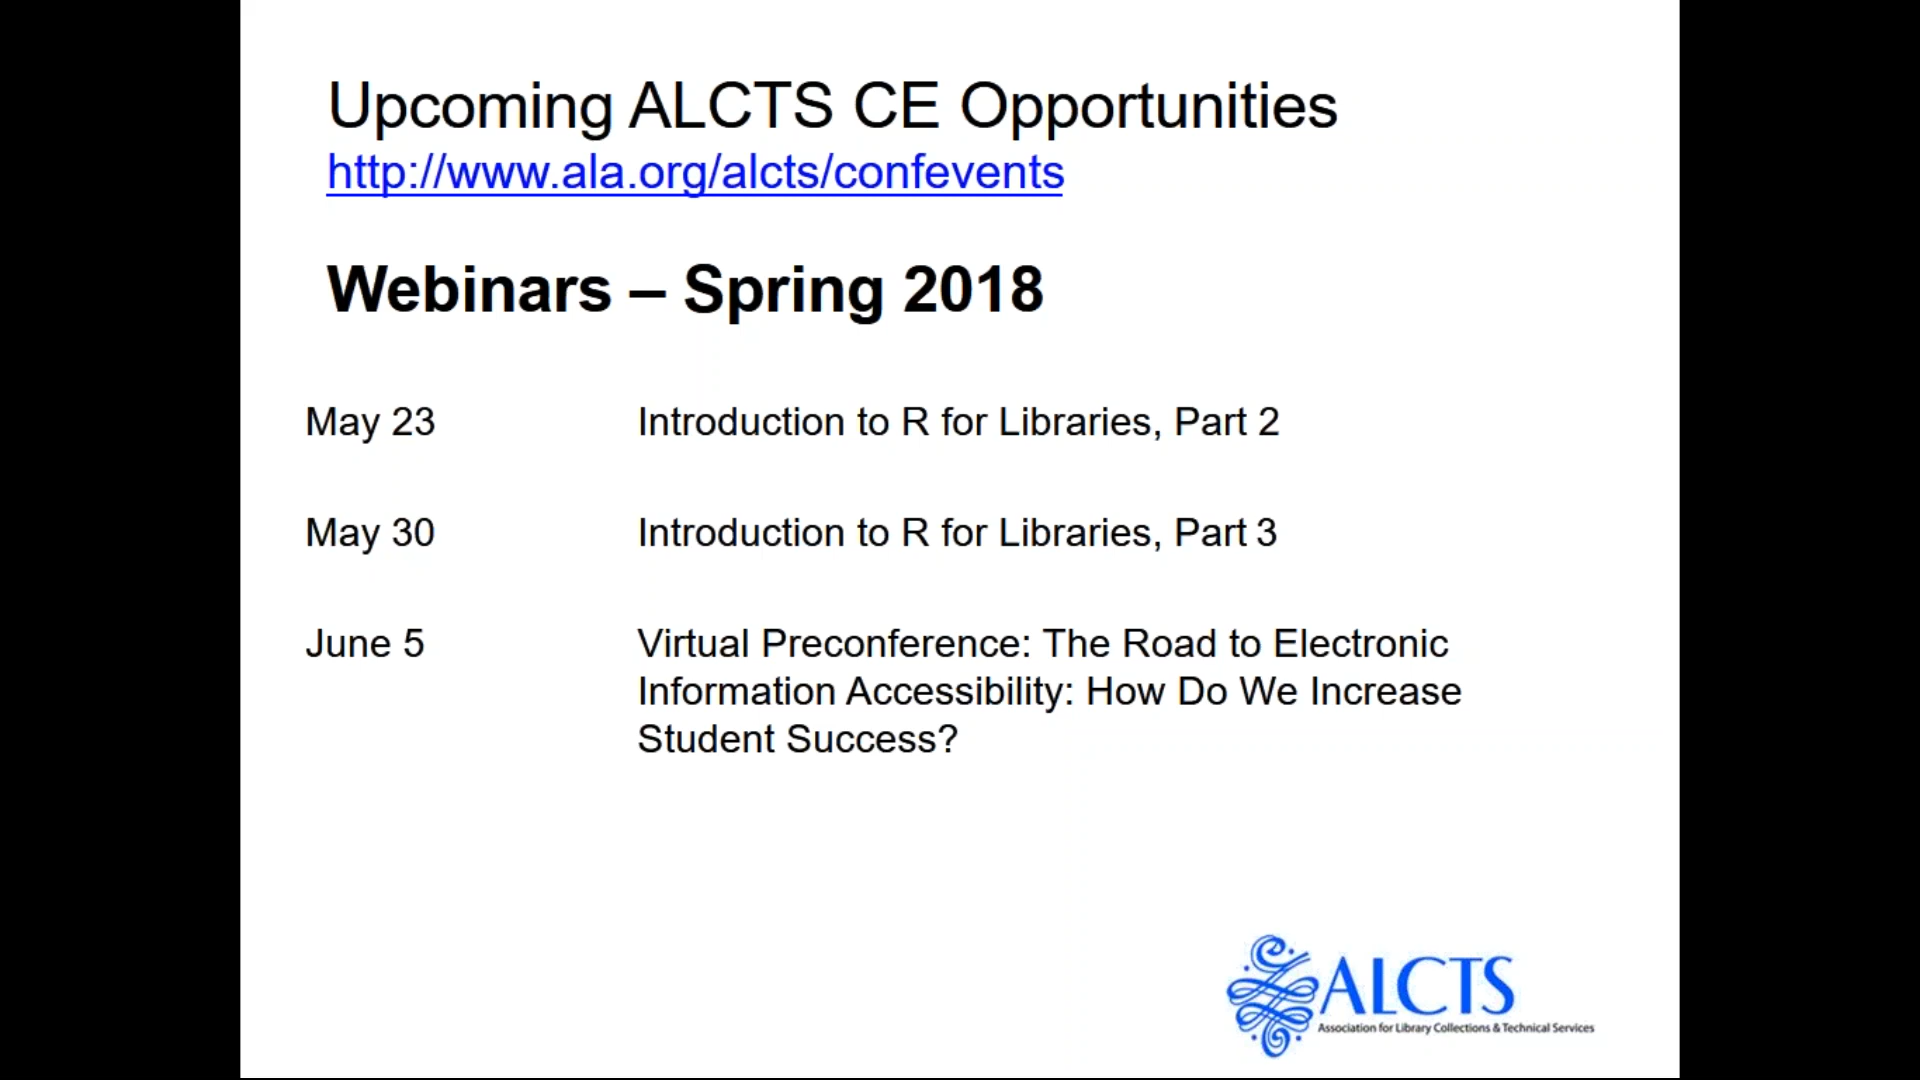 Upcoming ALCTS CE Opportunities
http://www.ala.org/alcts/confevents
Webinars – Spring 2018
May 23 Introduction to R for Libraries, Part 2
May 30 Introduction to R for Libraries, Part 3
June 5 Virtual Preconference: The Road to Electronic
Information Accessibility: How Do We Increase
Student Success?
ALCTS
Association for Library Collections & Technical Services